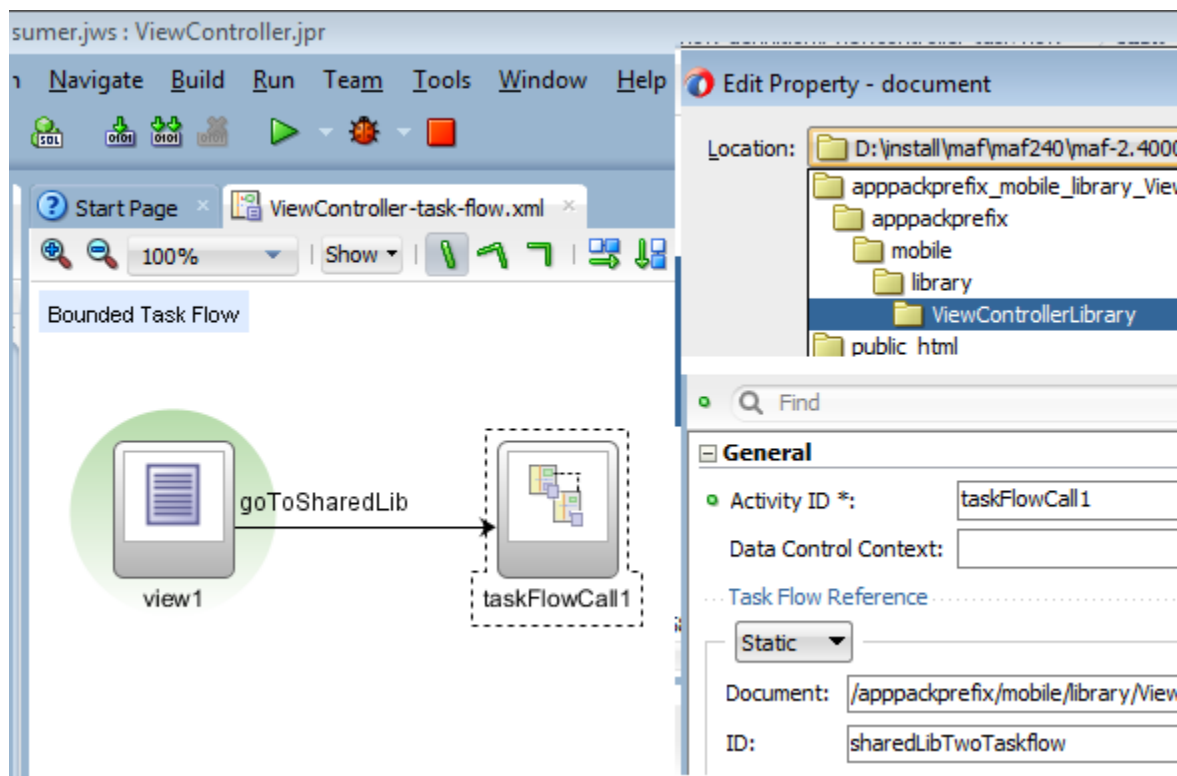 sumer.jws : ViewController.jpr
Navigate Build Run Team Tools Window Help
SQL
Start Page
ViewController-task-flow.xml
100%
Show
Bounded Task Flow
goToSharedLib
view1
taskFlowCall1
Edit Property - document
Location: D:\install\maf\maf240\maf-2.4000
apppackprefix_mobile_library_View
apppackprefix
mobile
library
ViewControllerLibrary
public_html
Find
General
Activity ID *: taskFlowCall1
Data Control Context:
Task Flow Reference
Static
Document: /apppackprefix/mobile/library/View
ID: sharedLibTwoTaskflow